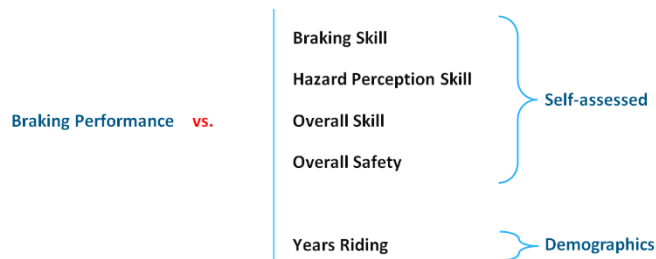 Braking Skill
Hazard Perception Skill
Self-assessed
Braking Performance vs.
Overall Skill
Overall Safety
Years Riding
Demographics